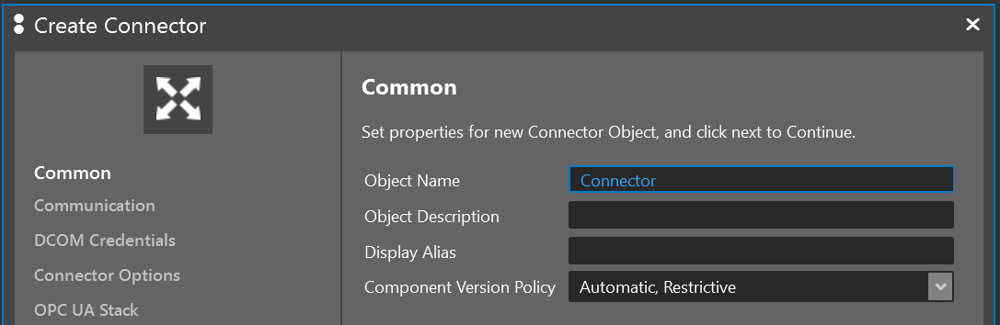 Create Connector
Common
Communication
DCOM Credentials
Connector Options
OPC UA Stack
Common
Set properties for new Connector Object, and click next to Continue.
Object Name Connector
Object Description
Display Alias
Component Version Policy Automatic, Restrictive